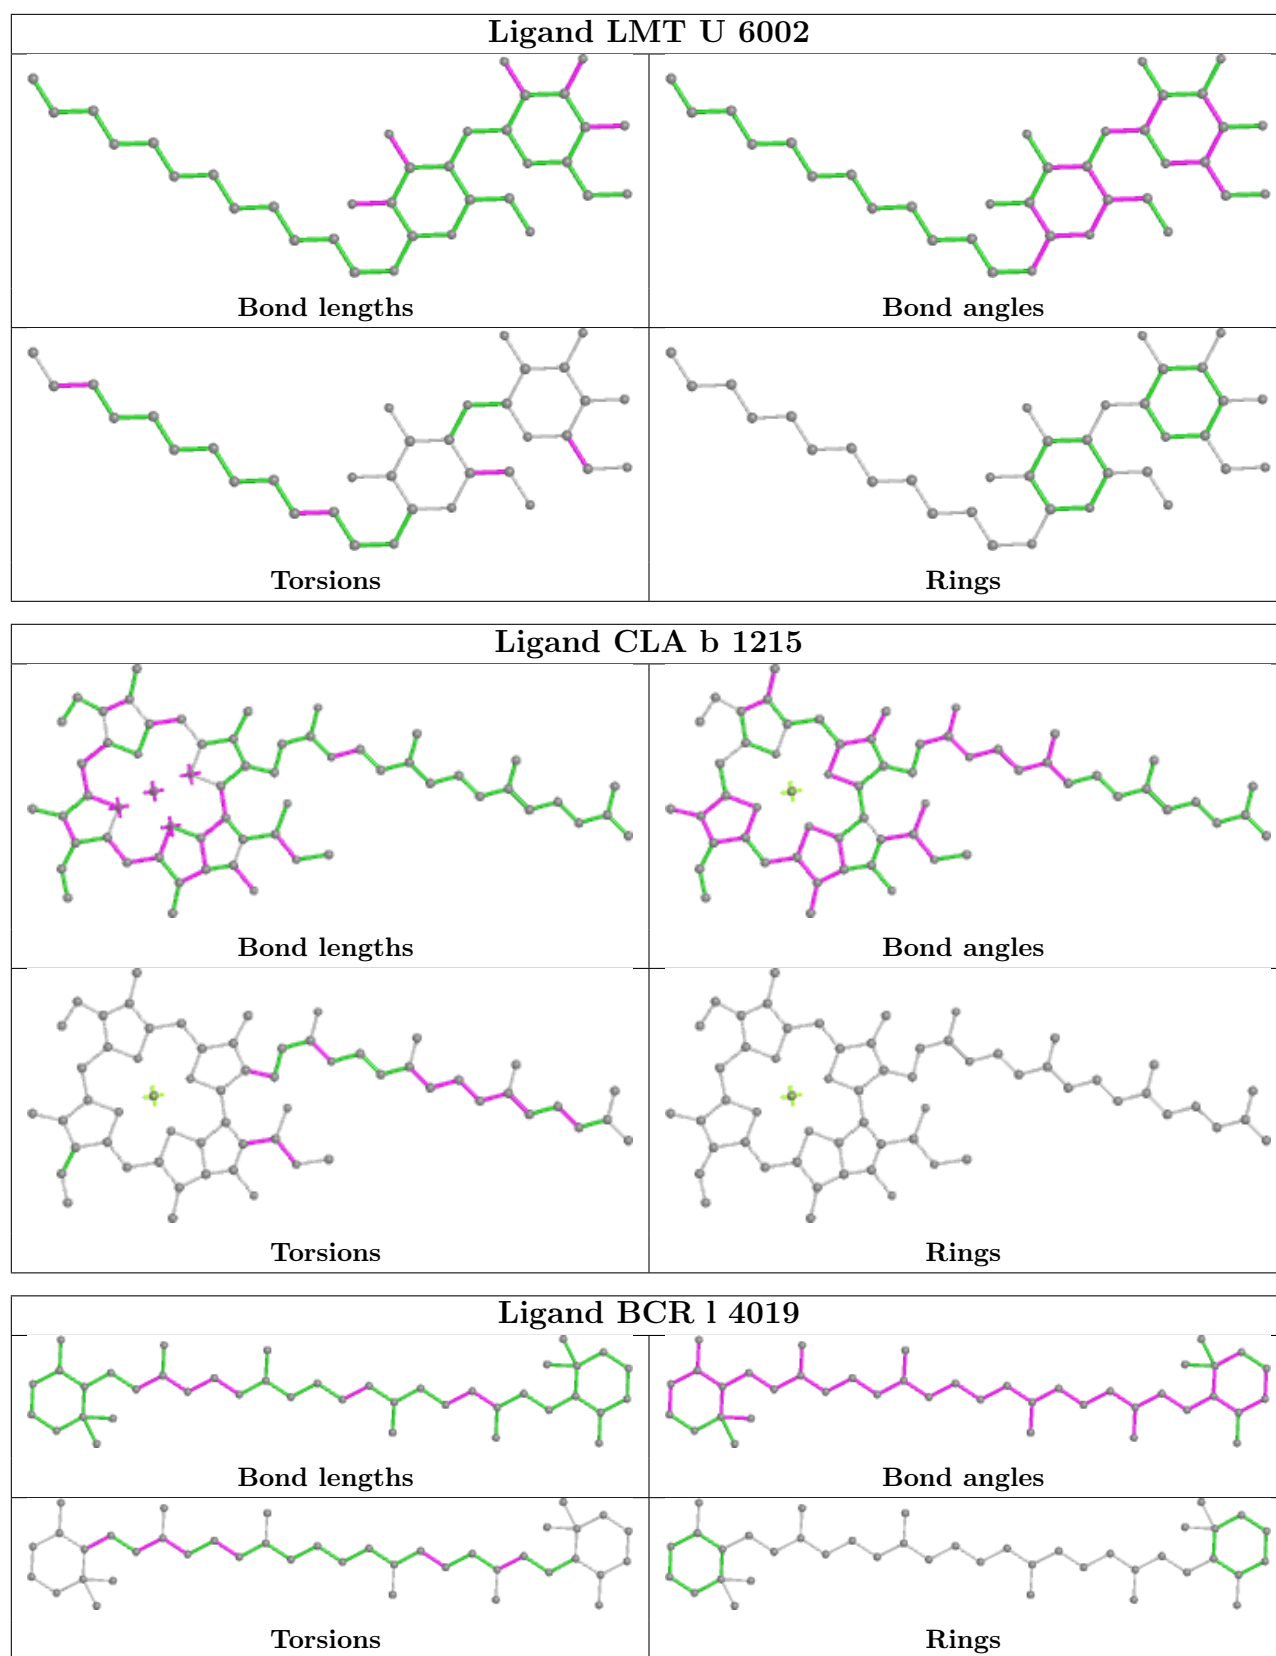 Ligand LMT U 6002
Bond lengths
Bond angles
Torsions
Rings
Ligand CLA b 1215
Bond lengths
Bond angles
Torsions
Rings
Ligand BCR l 4019
Bond lengths
Bond angles
Torsions
Rings